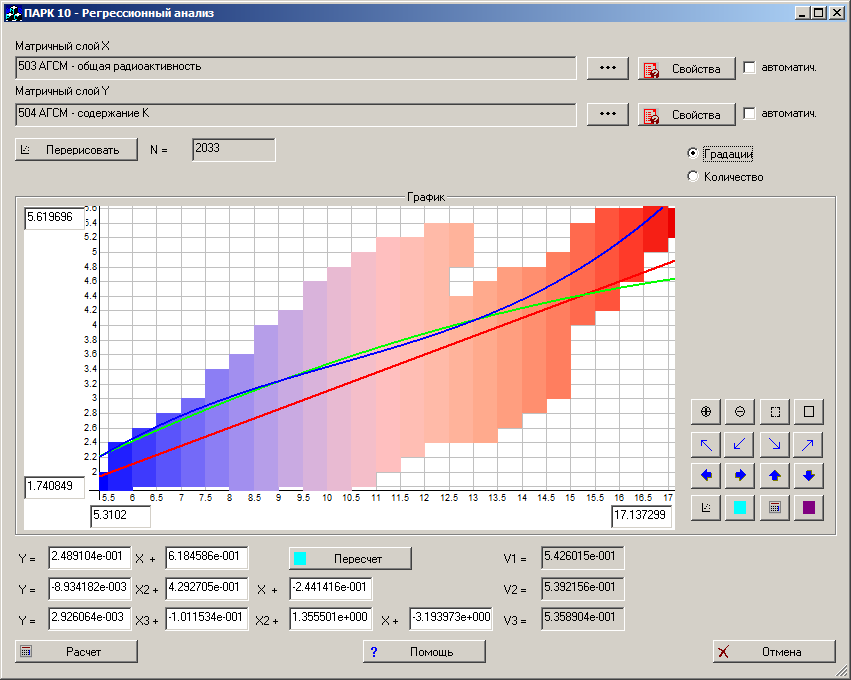 ПАРК 10 - Регрессионный анализ
Матричный слой X
503 АГСМ - общая радиоактивность
••• Свойства автоматич.
Матричный слой Y
504 АГСМ - содержание K
••• Свойства автоматич.
Перерисовать N = 2033
Градации
Количество
График
5.619696
5.6
5.4
5.2
5
4.8
4.6
4.4
4.2
4
3.8
3.6
3.4
3.2
3
2.8
2.6
2.4
2.2
2
1.740849
5.5 6 6.5 7 7.5 8 8.5 9 9.5 10 10.5 11 11.5 12 12.5 13 13.5 14 14.5 15 15.5 16 16.5 17
5.3102 17.137299
Y = 2.489104e-001 X + 6.184586e-001 Пересчет V1 = 5.426015e-001
Y = -8.934182e-003 X2 + 4.292705e-001 X + -2.441416e-001 V2 = 5.392156e-001
Y = 2.926064e-003 X3 + -1.011534e-001 X2 + 1.355501e+000 X + -3.193973e+000 V3 = 5.358904e-001
Расчет ? Помощь Отмена